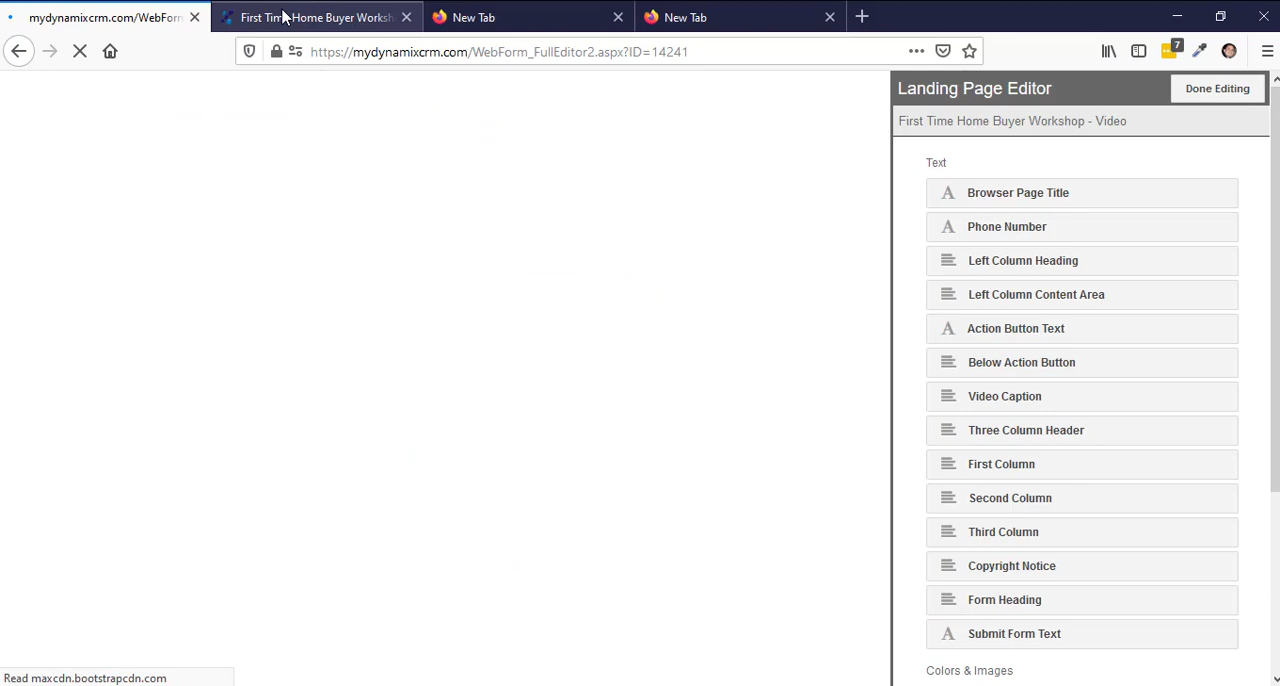 mydynamixcrm.com/WebForm
First Time Home Buyer Worksh
New Tab
New Tab
https://mydynamixcrm.com/WebForm_FullEditor2.aspx?ID=14241
7
Landing Page Editor
Done Editing
First Time Home Buyer Workshop - Video
Text
A Browser Page Title
A Phone Number
Left Column Heading
Left Column Content Area
A Action Button Text
Below Action Button
Video Caption
Three Column Header
First Column
Second Column
Third Column
Copyright Notice
Form Heading
A Submit Form Text
Colors & Images
Read maxcdn.bootstrapcdn.com